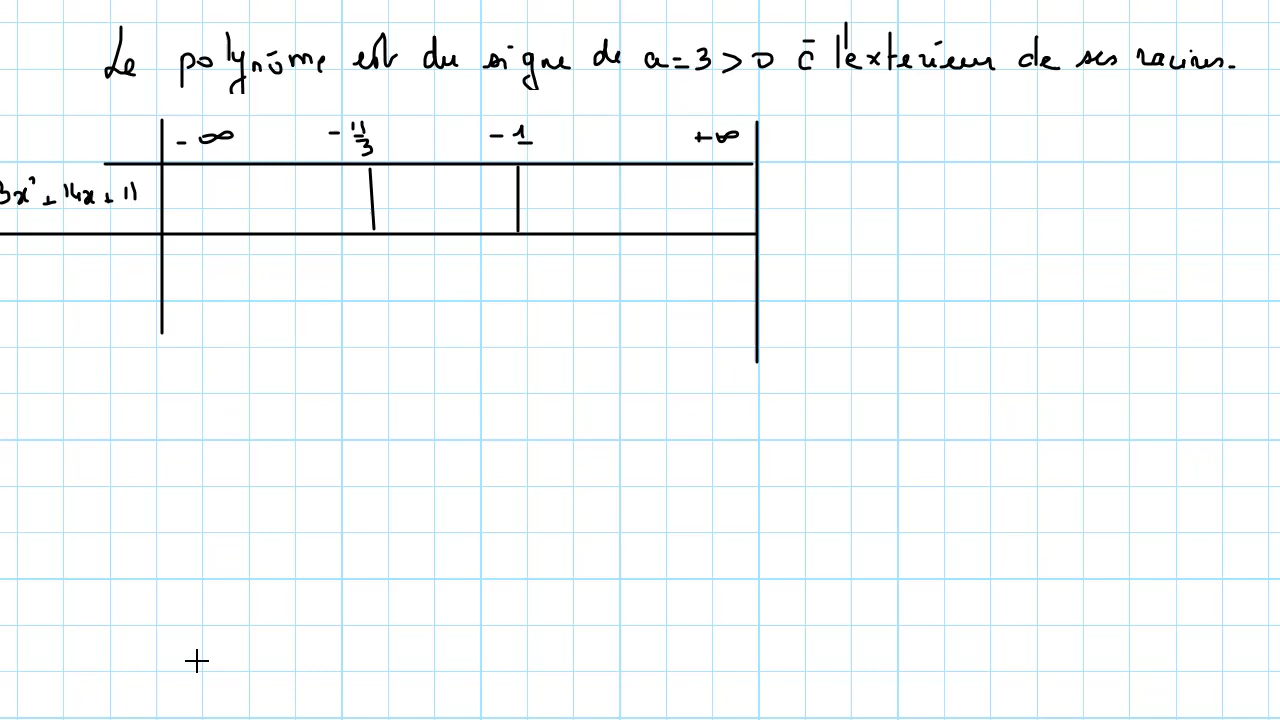 Le polynôme est du signe de a = 3 > 0 à l'extérieur de ses racines.
- ∞ - 11/3 - 1 + ∞
3x² + 14x + 11